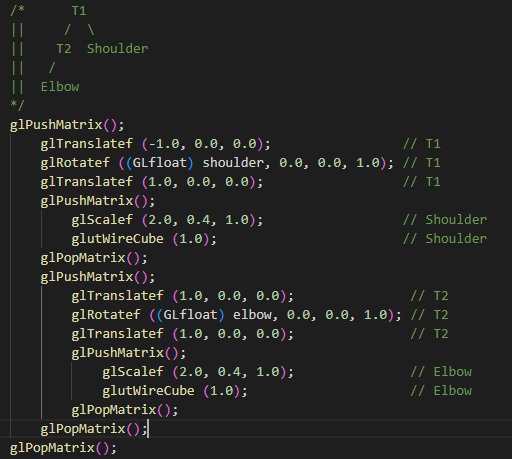 /*      T1
||     /  \
||    T2  Shoulder
||   /
||  Elbow
*/
glPushMatrix();
    glTranslatef (-1.0, 0.0, 0.0);                 // T1
    glRotatef ((GLfloat) shoulder, 0.0, 0.0, 1.0); // T1
    glTranslatef (1.0, 0.0, 0.0);                  // T1
    glPushMatrix();
        glScalef (2.0, 0.4, 1.0);                  // Shoulder
        glutWireCube (1.0);                        // Shoulder
    glPopMatrix();
    glPushMatrix();
        glTranslatef (1.0, 0.0, 0.0);               // T2
        glRotatef ((GLfloat) elbow, 0.0, 0.0, 1.0); // T2
        glTranslatef (1.0, 0.0, 0.0);               // T2
        glPushMatrix();
            glScalef (2.0, 0.4, 1.0);               // Elbow
            glutWireCube (1.0);                     // Elbow
        glPopMatrix();
    glPopMatrix();
glPopMatrix();